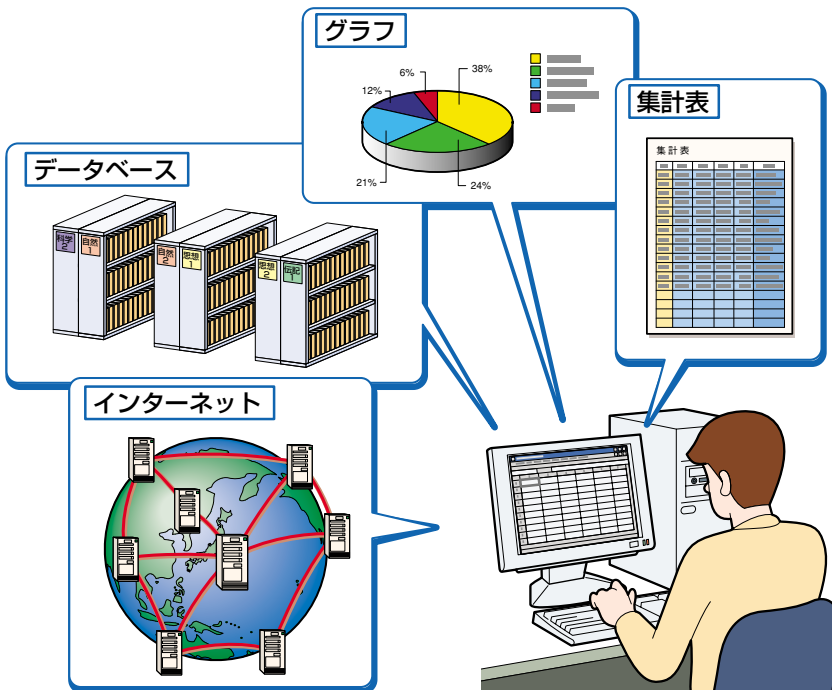 グラフ
38%
24%
21%
12%
6%
集計表
集計表
データベース
科学
2
自然
1
自然
2
思想
1
思想
2
伝記
1
インターネット